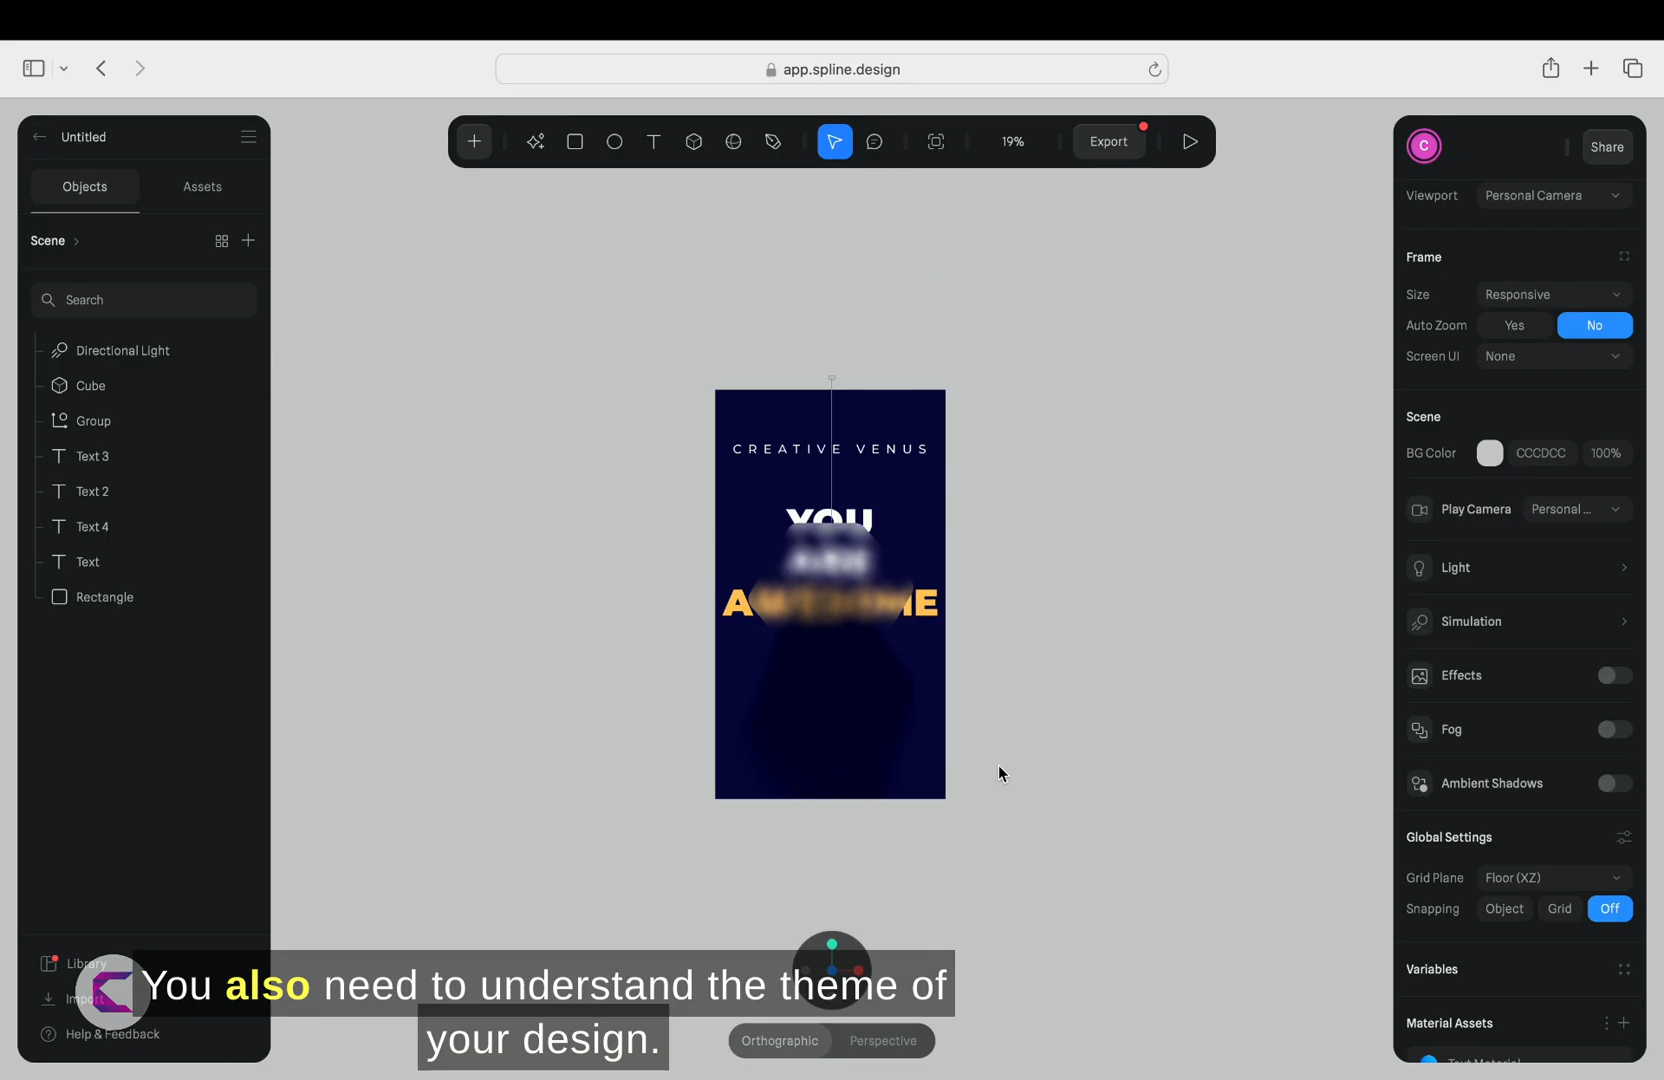 app.spline.design
Untitled
Objects Assets
Scene
Search
Directional Light
Cube
Group
Text 3
Text 2
Text 4
Text
Rectangle
Library
Import
Help & Feedback
19%
Export
CREATIVE VENUS
YOU
ARE
AWESOME
You also need to understand the theme of
your design.
Orthographic Perspective
C
Share
Viewport Personal Camera
Frame
Size Responsive
Auto Zoom Yes No
Screen UI None
Scene
BG Color CCCDCC 100%
Play Camera Personal ...
Light
Simulation
Effects
Fog
Ambient Shadows
Global Settings
Grid Plane Floor (XZ)
Snapping Object Grid Off
Variables
Material Assets
Text Material